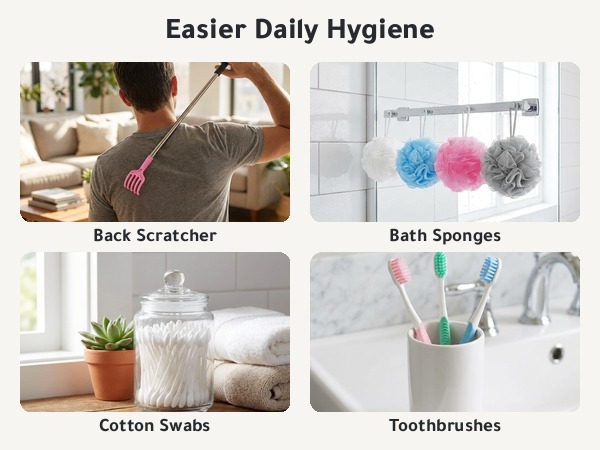 Easier Daily Hygiene
Back Scratcher
Bath Sponges
Cotton Swabs
Toothbrushes